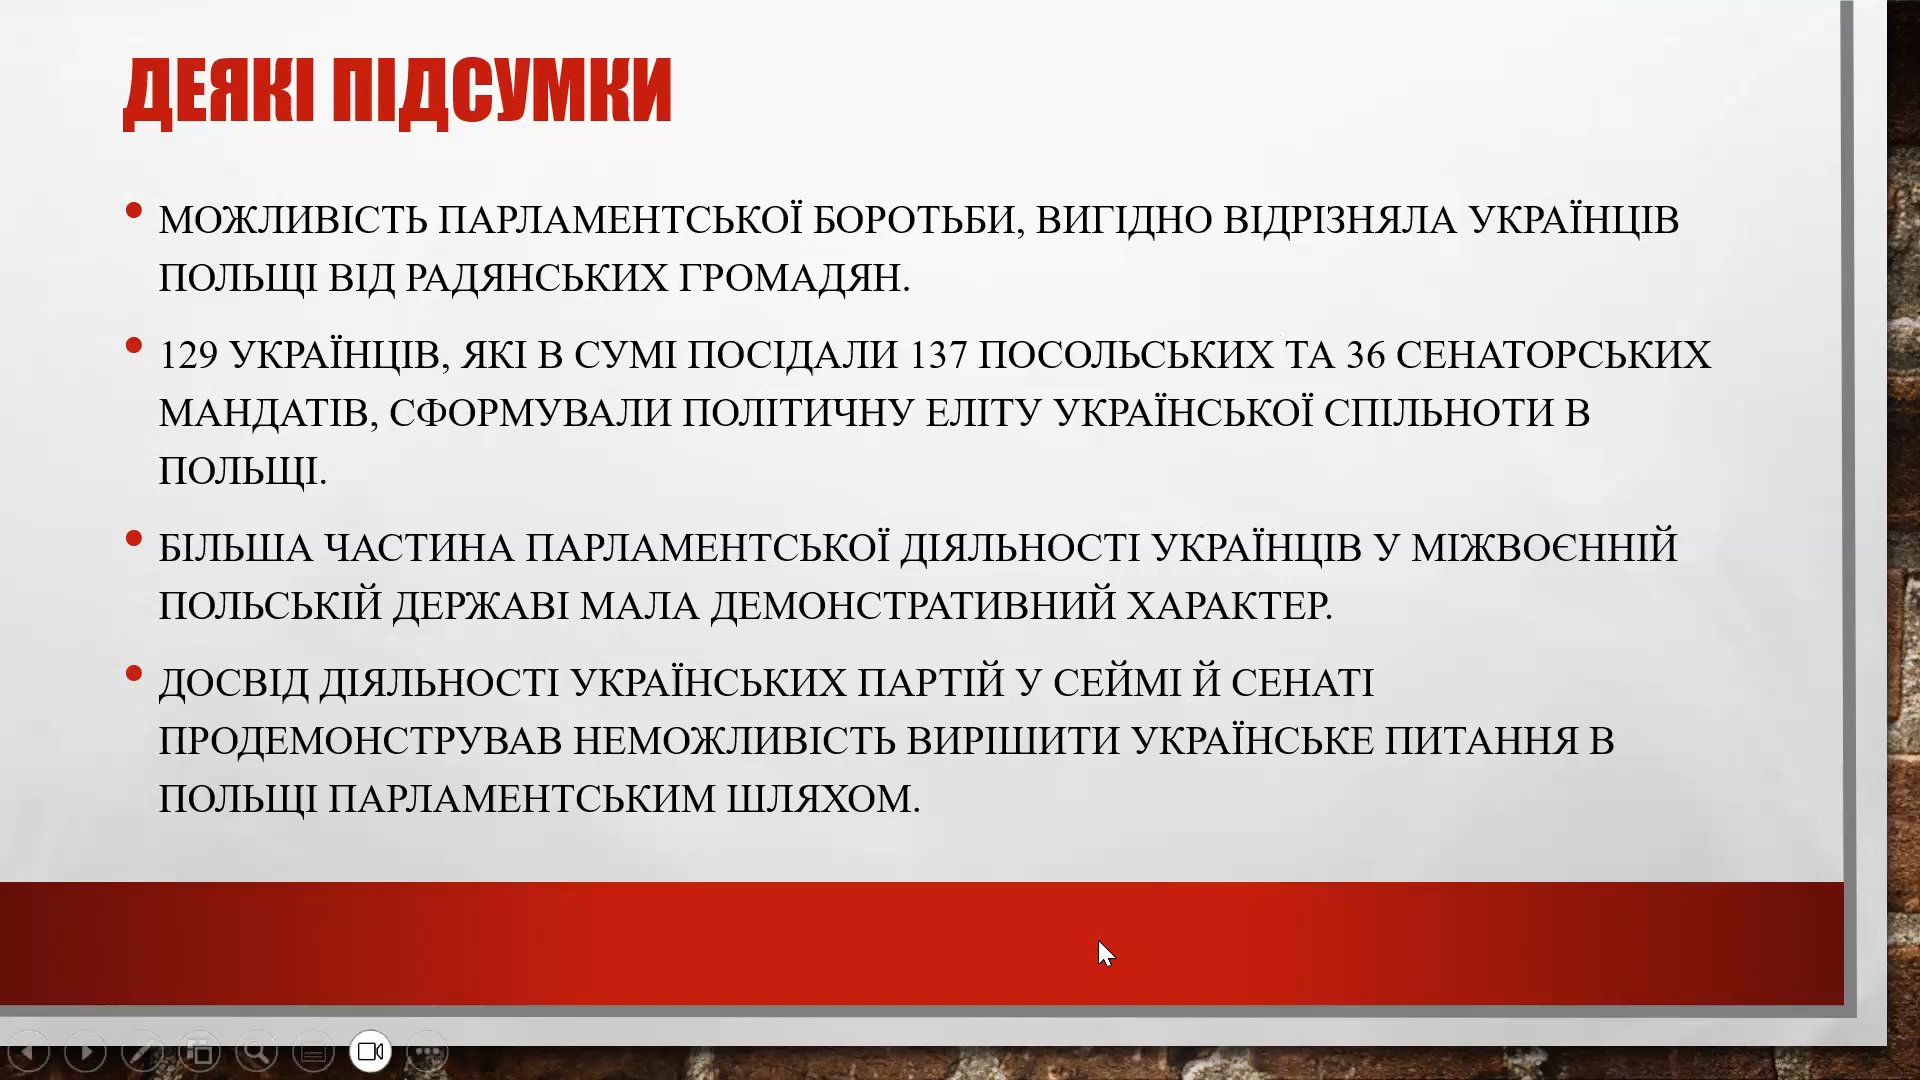 ДЕЯКІ ПІДСУМКИ
• МОЖЛИВІСТЬ ПАРЛАМЕНТСЬКОЇ БОРОТЬБИ, ВИГІДНО ВІДРІЗНЯЛА УКРАЇНЦІВ
ПОЛЬЩІ ВІД РАДЯНСЬКИХ ГРОМАДЯН.
• 129 УКРАЇНЦІВ, ЯКІ В СУМІ ПОСІДАЛИ 137 ПОСОЛЬСЬКИХ ТА 36 СЕНАТОРСЬКИХ
МАНДАТІВ, СФОРМУВАЛИ ПОЛІТИЧНУ ЕЛІТУ УКРАЇНСЬКОЇ СПІЛЬНОТИ В
ПОЛЬЩІ.
• БІЛЬША ЧАСТИНА ПАРЛАМЕНТСЬКОЇ ДІЯЛЬНОСТІ УКРАЇНЦІВ У МІЖВОЄННІЙ
ПОЛЬСЬКІЙ ДЕРЖАВІ МАЛА ДЕМОНСТРАТИВНИЙ ХАРАКТЕР.
• ДОСВІД ДІЯЛЬНОСТІ УКРАЇНСЬКИХ ПАРТІЙ У СЕЙМІ Й СЕНАТІ
ПРОДЕМОНСТРУВАВ НЕМОЖЛИВІСТЬ ВИРІШИТИ УКРАЇНСЬКЕ ПИТАННЯ В
ПОЛЬЩІ ПАРЛАМЕНТСЬКИМ ШЛЯХОМ.